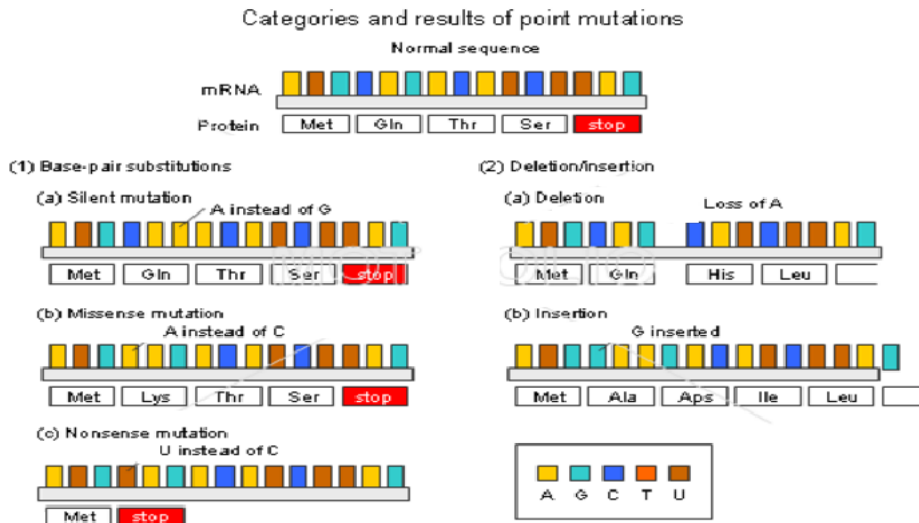 Categories and results of point mutations
Normal sequence
mRNA
Protein Met Gln Thr Ser stop
(1) Base-pair substitutions
(a) Silent mutation
A instead of G
Met Gln Thr Ser stop
(b) Missense mutation
A instead of C
Met Lys Thr Ser stop
(c) Nonsense mutation
U instead of C
Met stop
(2) Deletion/insertion
(a) Deletion
Loss of A
Met Gln His Leu
(b) Insertion
G inserted
Met Ala Aps Ile Leu
A G C T U